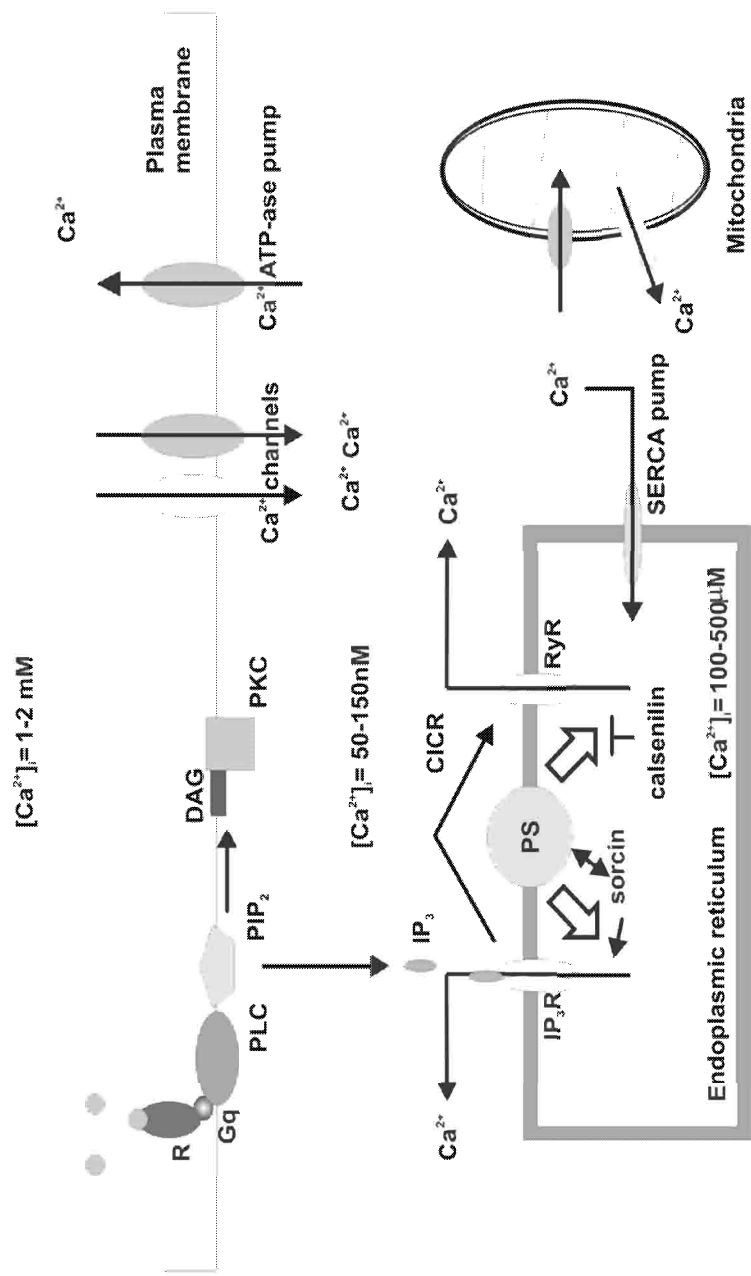 [Ca²⁺]ᵢ= 1-2 mM
Ca²⁺
Plasma
membrane
R
Gq
PLC
PIP₂
DAG
PKC
Ca²⁺ channels
Ca²⁺ ATP-ase pump
Ca²⁺ Ca²⁺
[Ca²⁺]ᵢ= 50-150nM
IP₃
CICR
Ca²⁺
Ca²⁺
Ca²⁺
Ca²⁺
SERCA pump
Mitochondria
IP₃R
PS
RyR
sorcin
calsenilin
Endoplasmic reticulum
[Ca²⁺]ᵢ= 100-500µM